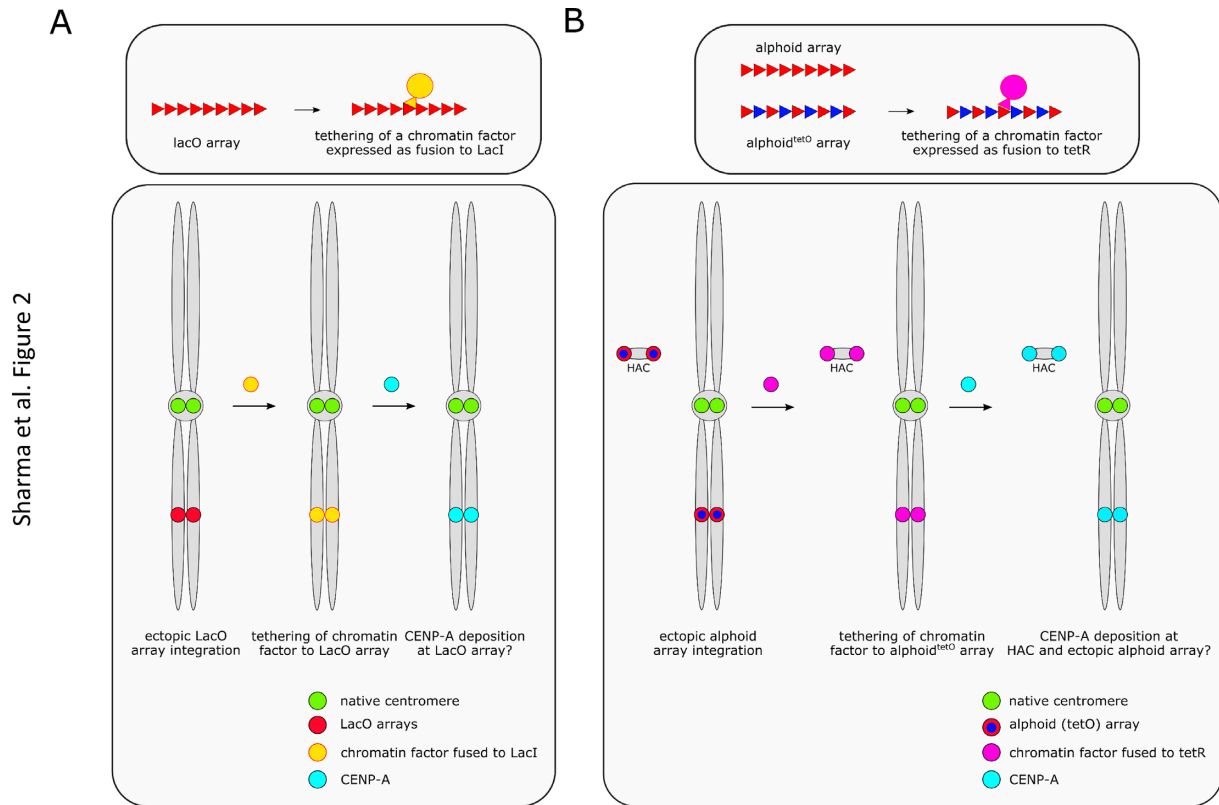 Sharma et al. Figure 2
A
lacO array
tethering of a chromatin factor
expressed as fusion to LacI
ectopic LacO
array integration
tethering of chromatin
factor to LacO array
CENP-A deposition
at LacO array?
native centromere
LacO arrays
chromatin factor fused to LacI
CENP-A
B
alphoid array
alphoidtetO array
tethering of a chromatin factor
expressed as fusion to tetR
HAC
HAC
HAC
ectopic alphoid
array integration
tethering of chromatin
factor to alphoidtetO array
CENP-A deposition at
HAC and ectopic alphoid array?
native centromere
alphoid (tetO) array
chromatin factor fused to tetR
CENP-A